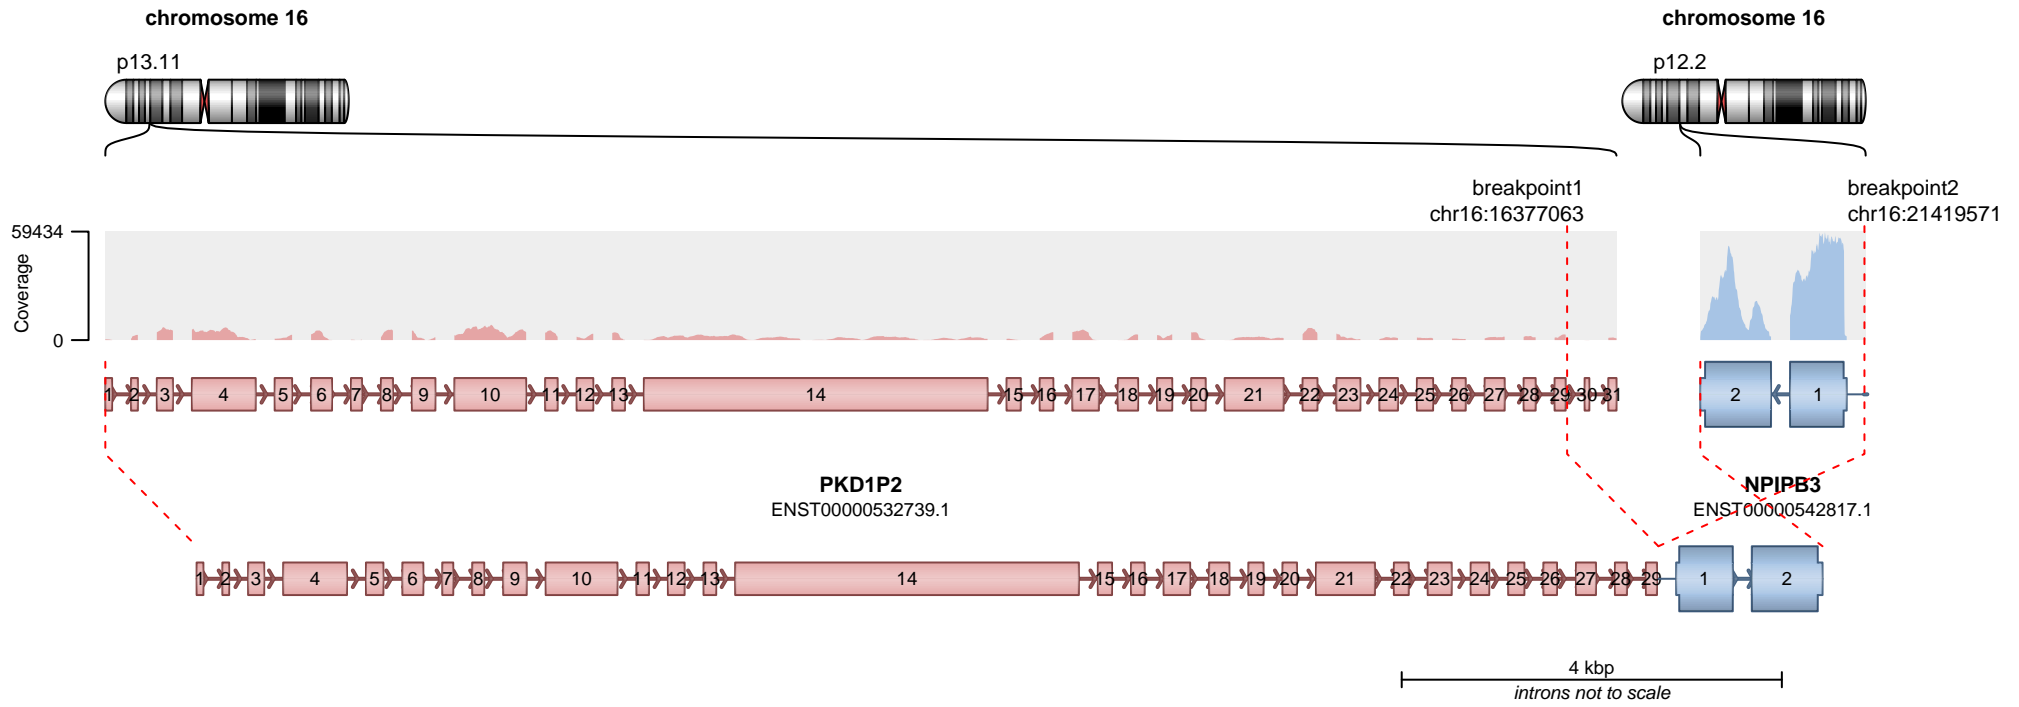 chromosome 16
chromosome 16
p13.11
p12.2
breakpoint1
chr16:16377063
breakpoint2
chr16:21419571
59434
Coverage
0
1 2 3 4 5 6 7 8 9 10 11 12 13 14 15 16 17 18 19 20 21 22 23 24 25 26 27 28 29 30 31
2 1
PKD1P2
ENST00000532739.1
NPIPB3
ENST00000542817.1
1 2 3 4 5 6 7 8 9 10 11 12 13 14 15 16 17 18 19 20 21 22 23 24 25 26 27 28 29 1 2
4 kbp
introns not to scale